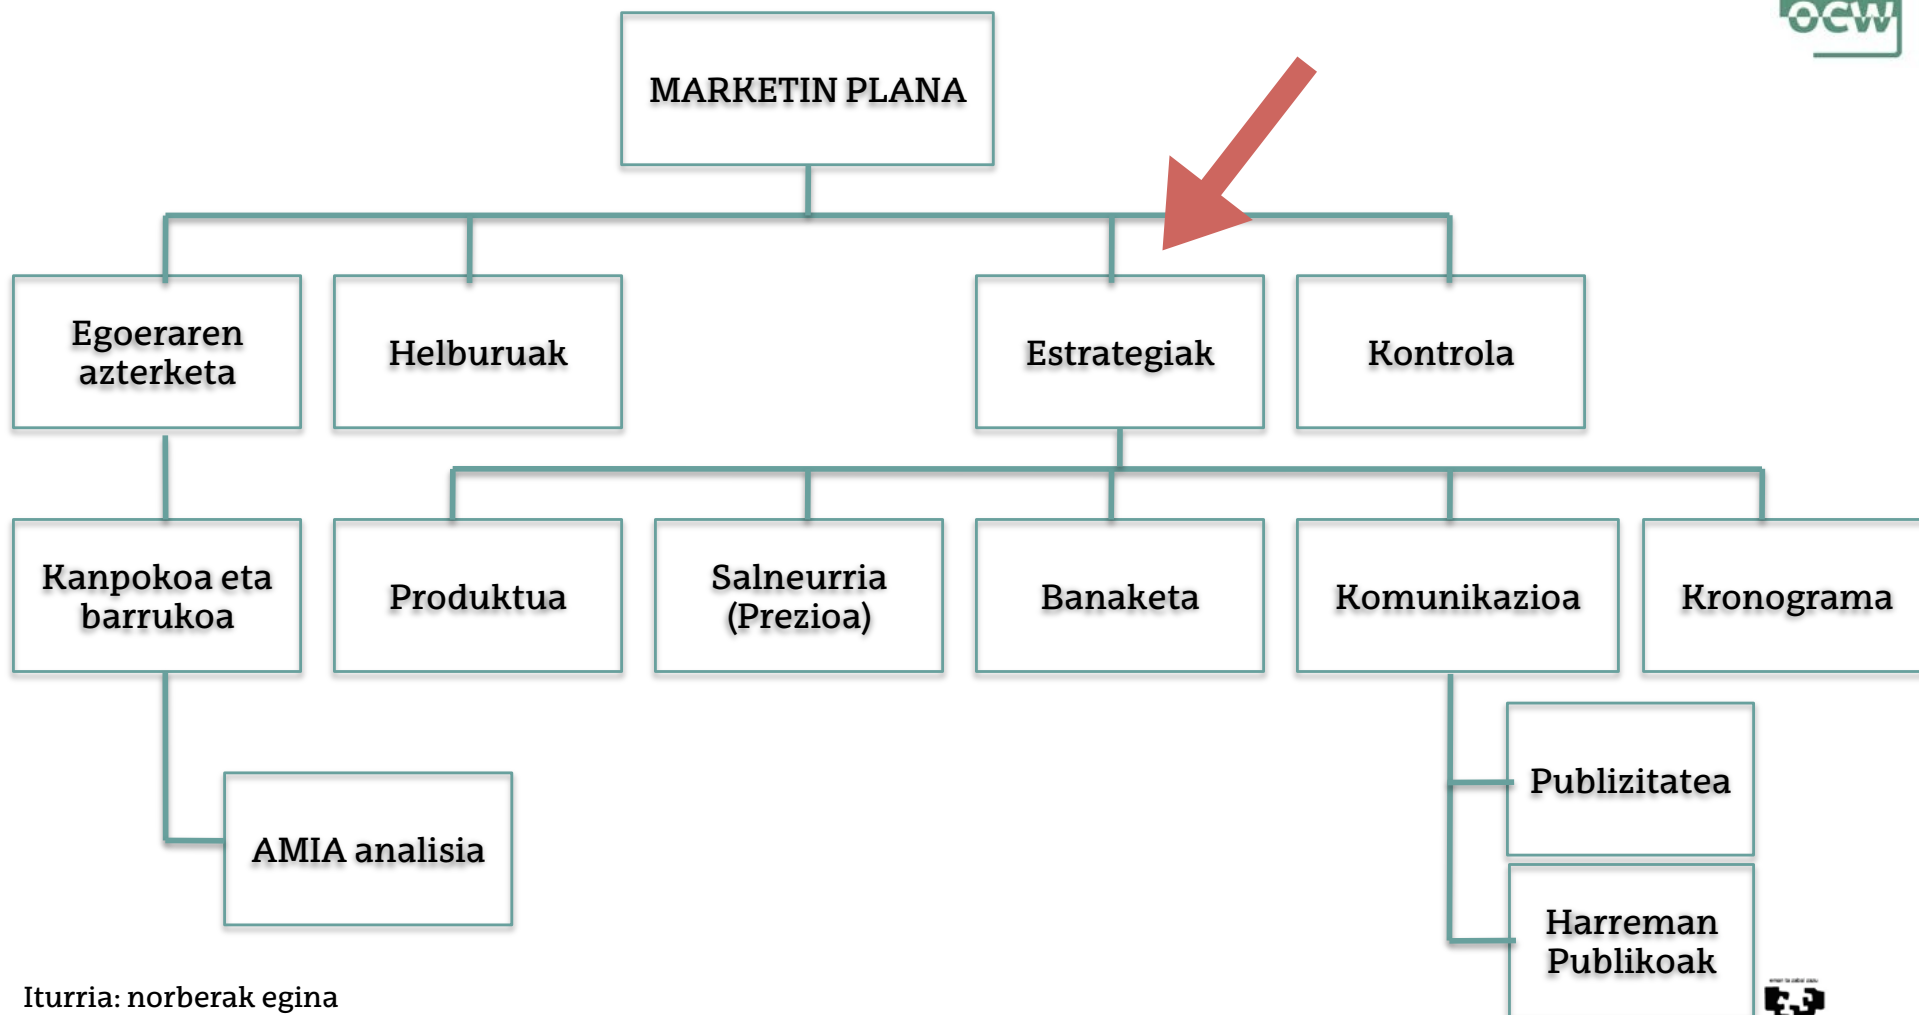 OCW
MARKETIN PLANA
Egoeraren
azterketa
Helburuak
Estrategiak
Kontrola
Kanpokoa eta
barrukoa
Produktua
Salneurria
(Prezioa)
Banaketa
Komunikazioa
Kronograma
Publizitatea
AMIA analisia
Harreman
Publikoak
Iturria: norberak egina